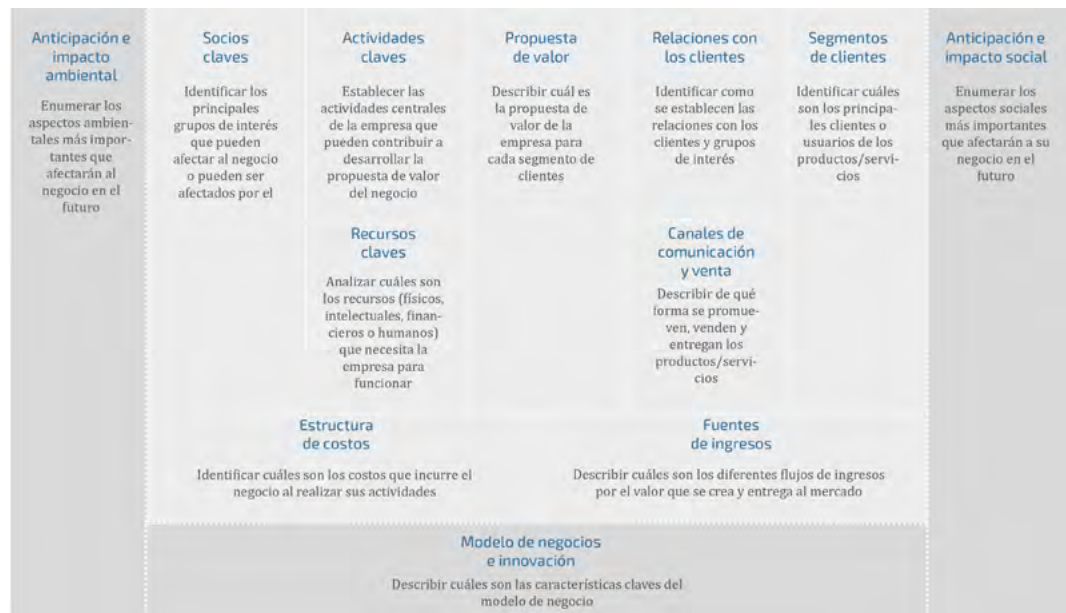 Anticipación e
impacto
ambiental
Enumerar los
aspectos ambien-
tales más impor-
tantes que
afectarán al
negocio en el
futuro
Socios
claves
Identificar los
principales
grupos de interés
que pueden
afectar al negocio
o pueden ser
afectados por el
Actividades
claves
Establecer las
actividades centrales
de la empresa que
pueden contribuir a
desarrollar la
propuesta de valor
del negocio
Recursos
claves
Analizar cuáles son
los recursos (físicos,
intelectuales, finan-
cieros o humanos)
que necesita la
empresa para
funcionar
Propuesta
de valor
Describir cuál es
la propuesta de
valor de la
empresa para
cada segmento de
clientes
Relaciones con
los clientes
Identificar como
se establecen las
relaciones con los
clientes y grupos
de interés
Canales de
comunicación
y venta
Describir de qué
forma se promue-
ven, venden y
entregan los
productos/servi-
cios
Segmentos
de clientes
Identificar cuáles
son los principa-
les clientes o
usuarios de los
productos/servi-
cios
Anticipación e
impacto social
Enumerar los
aspectos sociales
más importantes
que afectarán a su
negocio en el
futuro
Estructura
de costos
Identificar cuáles son los costos que incurre el
negocio al realizar sus actividades
Fuentes
de ingresos
Describir cuáles son los diferentes flujos de ingresos
por el valor que se crea y entrega al mercado
Modelo de negocios
e innovación
Describir cuáles son las características claves del
modelo de negocio